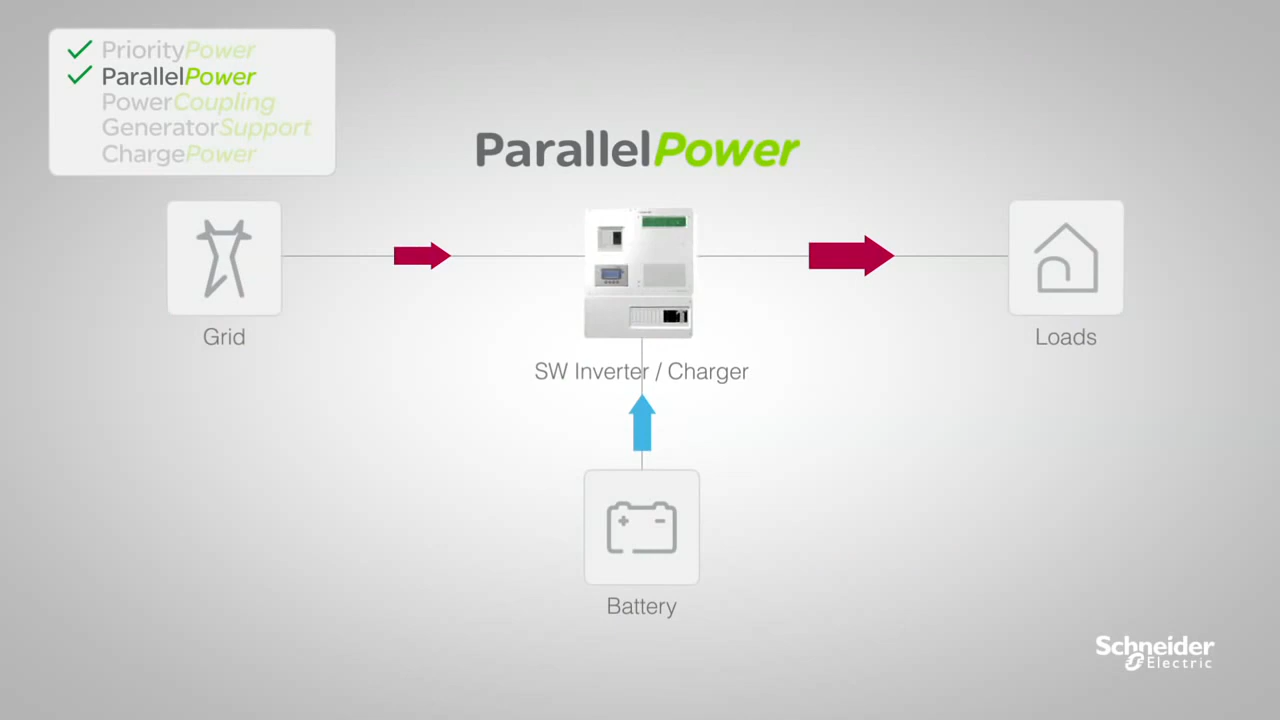 PriorityPower
ParallelPower
PowerCoupling
GeneratorSupport
ChargePower
ParallelPower
Grid
SW Inverter / Charger
Loads
Battery
Schneider
Electric